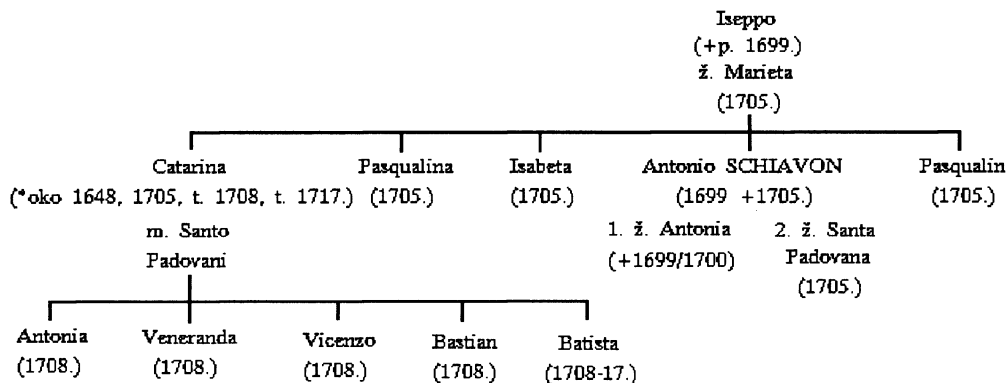 Iseppo
(+p. 1699.)
ž. Marieta
(1705.)
Catarina Pasqualina Isabeta Antonio SCHIAVON Pasqualin
(*oko 1648, 1705, t. 1708, t. 1717.) (1705.) (1705.) (1699 +1705.) (1705.)
m. Santo 1. ž. Antonia 2. ž. Santa
Padovani (+1699/1700) Padovana
(1705.)
Antonia Veneranda Vicenzo Bastian Batista
(1708.) (1708.) (1708.) (1708.) (1708-17.)